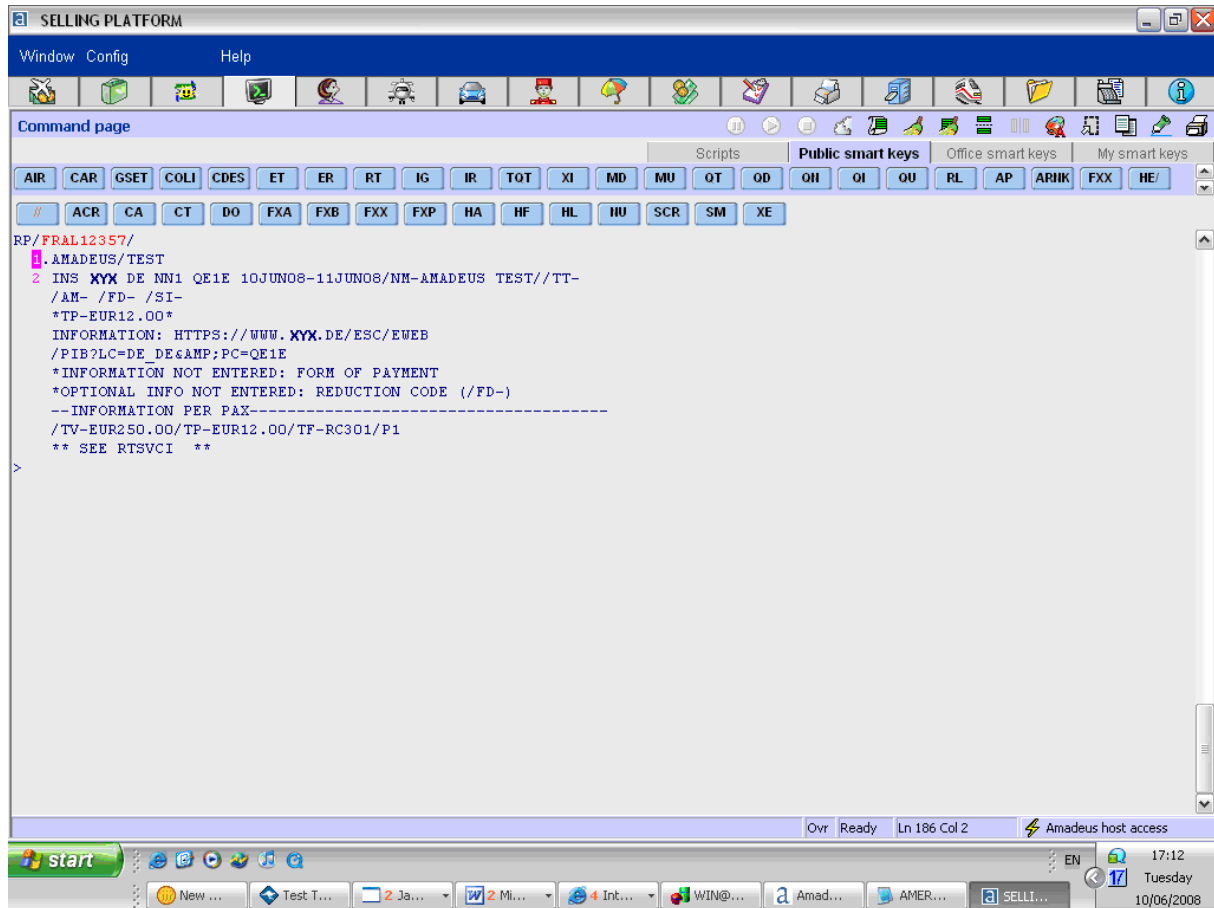 SELLING PLATFORM
Window Config Help
Command page
Scripts Public smart keys Office smart keys My smart keys
AIR CAR GSET COLI CDES ET ER RT IG IR TQT XI MD MU QT QD QH QI QU RL AP ARNK FXX HE/
// ACR CA CT DO FXA FXB FXX FXP HA HF HL NU SCR SM XE
RP/FRAL12357/
1.AMADEUS/TEST
2 INS XYX DE NN1 QE1E 10JUN08-11JUN08/NM-AMADEUS TEST//TT-
/AM- /FD- /SI-
*TP-EUR12.00*
INFORMATION: HTTPS://WWW.XYX.DE/ESC/EWEB
/PIB?LC=DE_DE&AMP;PC=QE1E
*INFORMATION NOT ENTERED: FORM OF PAYMENT
*OPTIONAL INFO NOT ENTERED: REDUCTION CODE (/FD-)
--INFORMATION PER PAX--------------------------------------
/TV-EUR250.00/TP-EUR12.00/TF-RC301/P1
** SEE RTSVCI **
>
Ovr Ready Ln 186 Col 2 Amadeus host access
start EN 17:12
17 Tuesday
New ... Test T... 2 Ja... 2 Mi... 4 Int... WIN@... Amad... AMER... SELLI... 10/06/2008